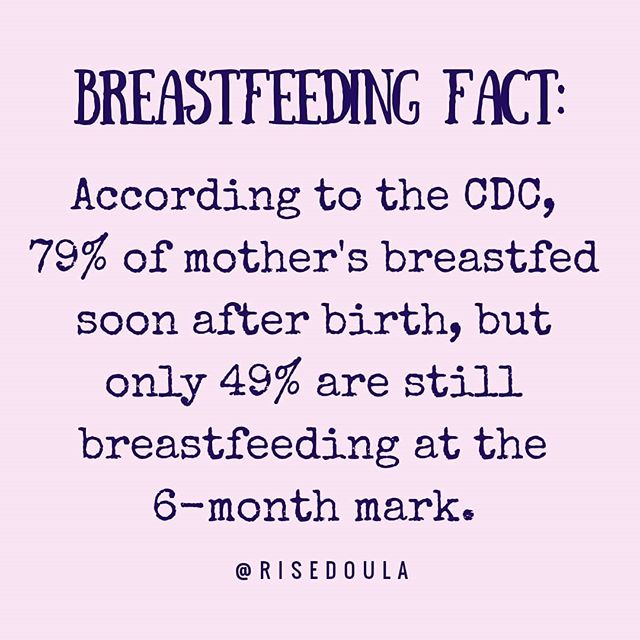 BREASTFEEDING FACT:
According to the CDC,
79% of mother's breastfed
soon after birth, but
only 49% are still
breastfeeding at the
6-month mark.
@RISEDOULA